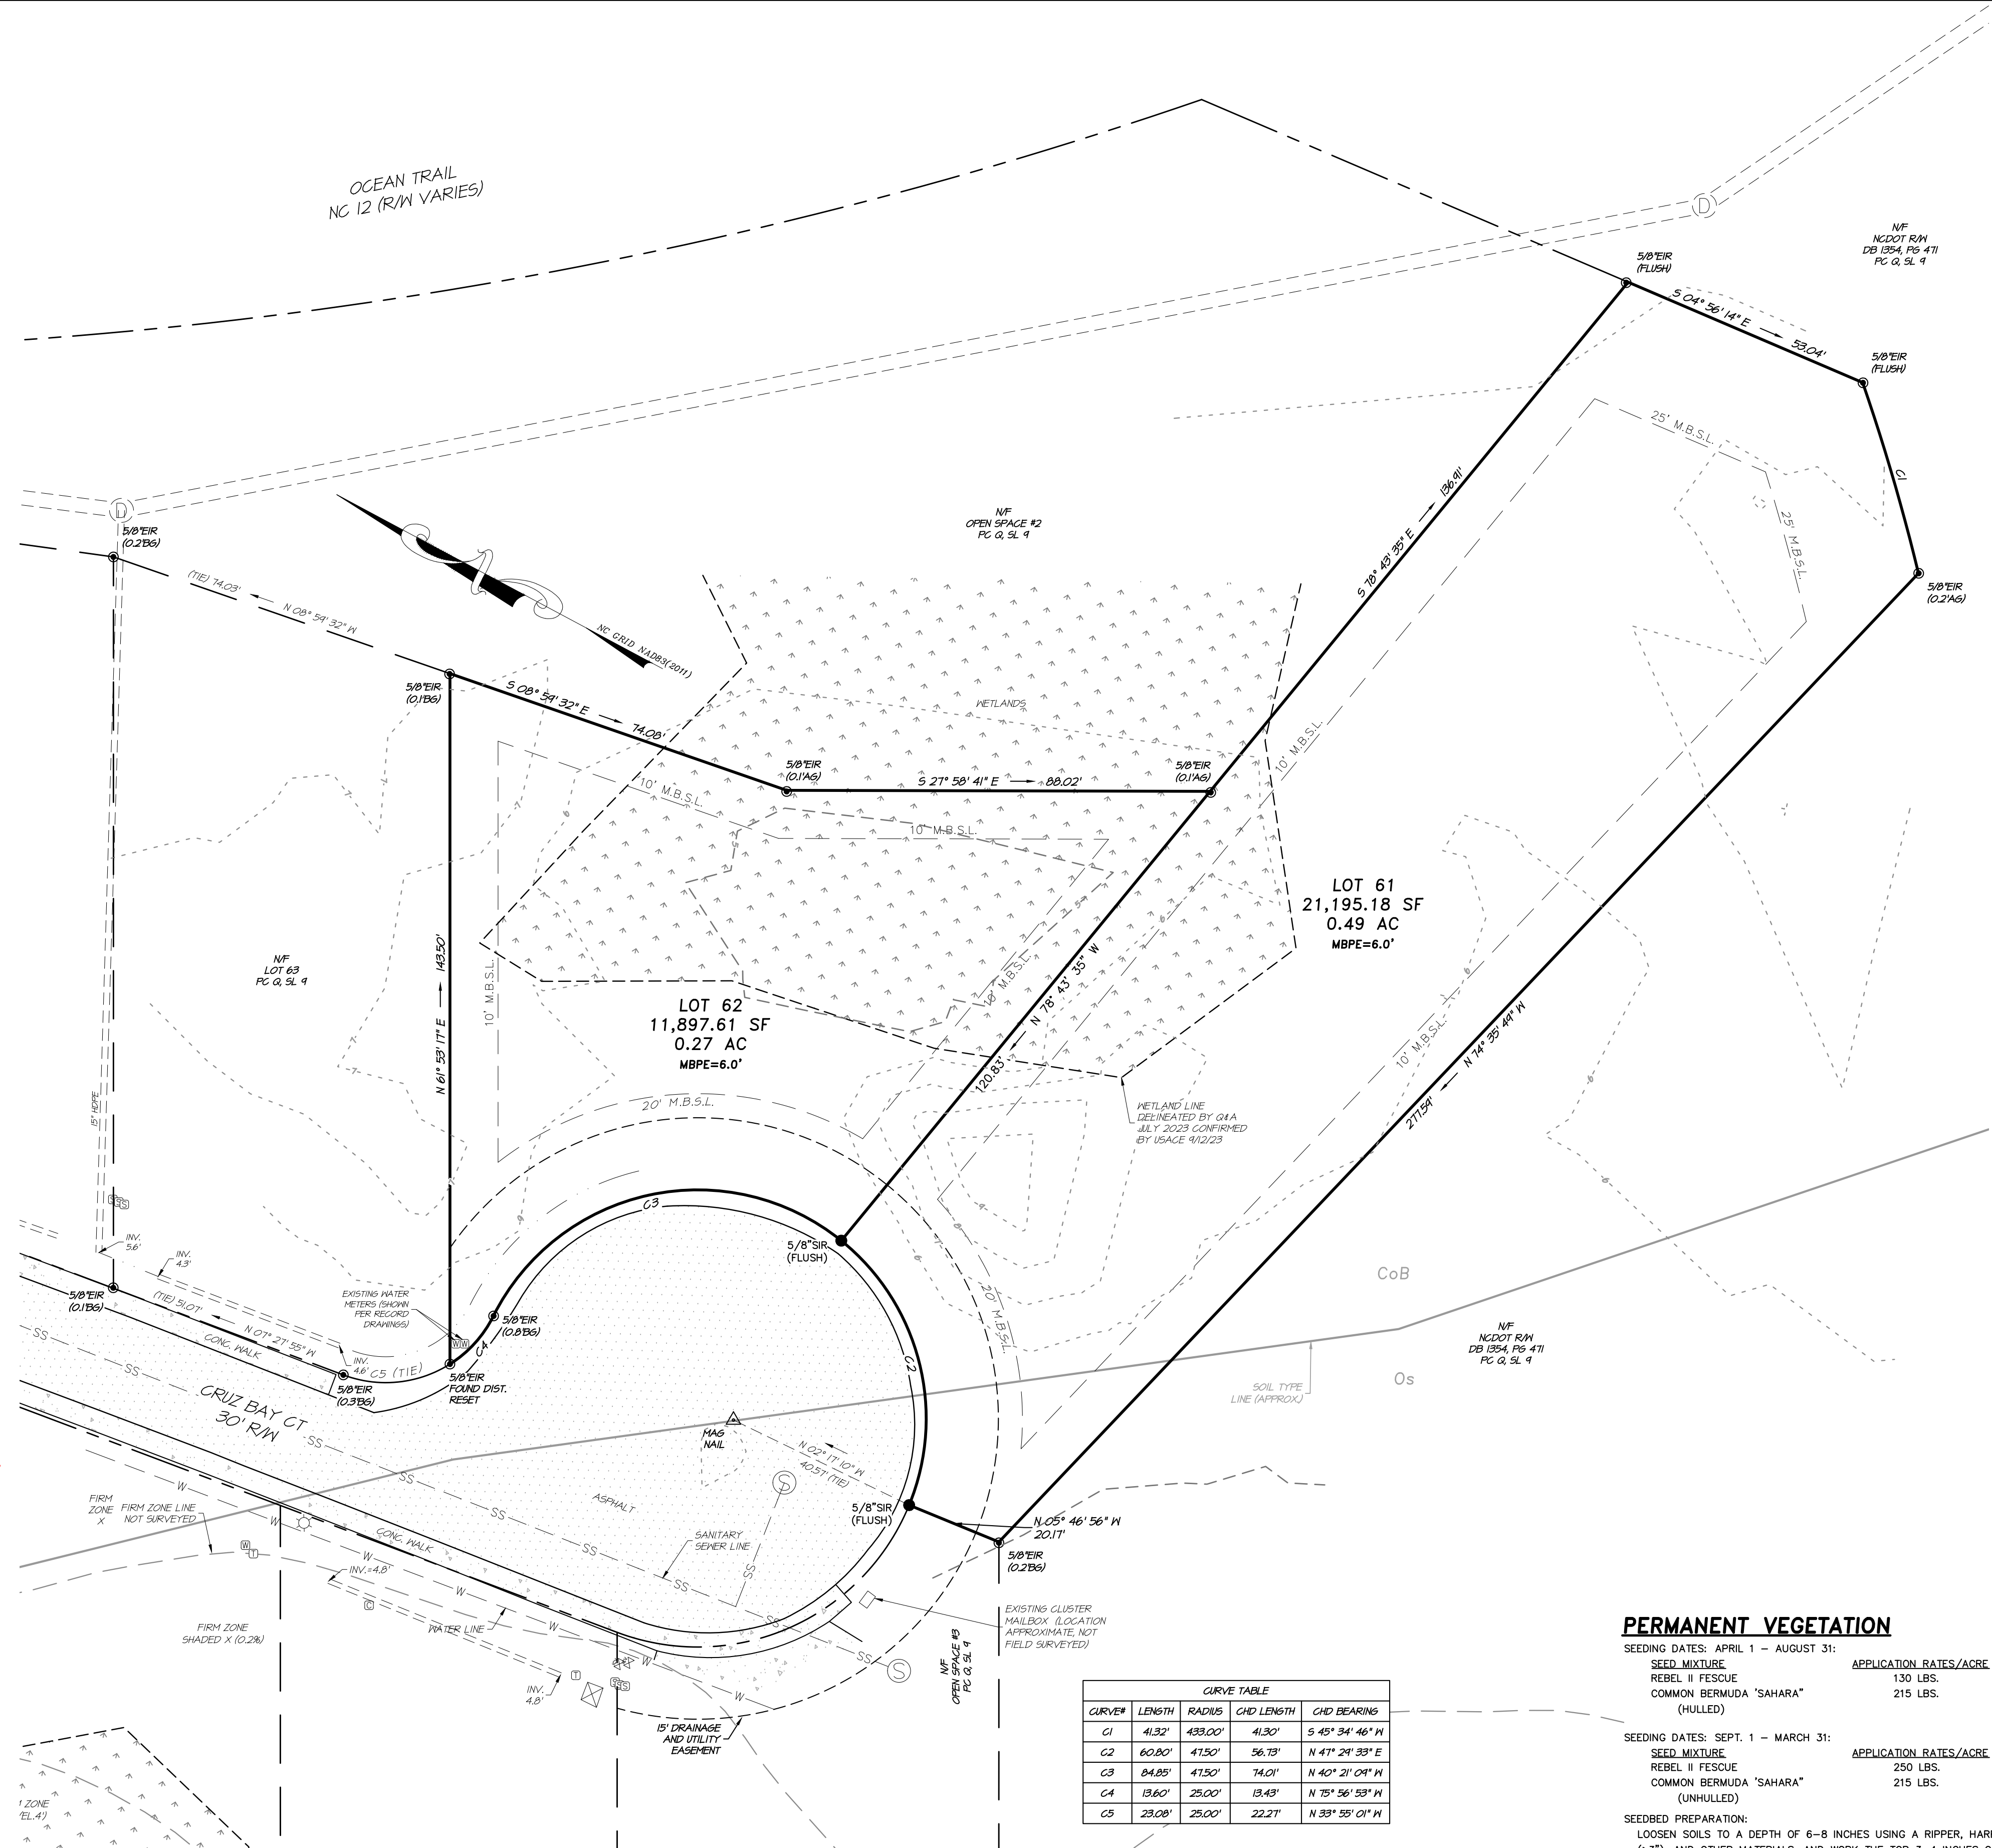 OCEAN TRAIL
NC 12 (R/W VARIES)
N/F
NCDOT R/W
DB 1354, PG 471
PC Q, SL 9
D
5/8"EIR
(FLUSH)
S 04° 56' 14" E
53.04'
5/8"EIR
(FLUSH)
25' M.B.S.L.
C1
25' M.B.S.L.
5/8"EIR
(0.2'AG)
D
5/8"EIR
(0.2'BG)
(TIE) 74.03'
N 08° 59' 32" W
NC GRID NAD83(2011)
N/F
OPEN SPACE #2
PC Q, SL 9
S 78° 43' 35" E
136.91'
5/8"EIR
(0.1'BG)
S 08° 59' 32" E
74.08'
WETLANDS
5/8"EIR
(0.1'AG)
S 27° 58' 41" E
88.02'
5/8"EIR
(0.1'AG)
10' M.B.S.L.
10' M.B.S.L.
10' M.B.S.L.
LOT 61
21,195.18 SF
0.49 AC
MBPE=6.0'
N/F
LOT 63
PC Q, SL 9
N 61° 53' 17" E
143.50'
10' M.B.S.L.
LOT 62
11,897.61 SF
0.27 AC
MBPE=6.0'
10' M.B.S.L.
N 78° 43' 35" W
120.83'
10' M.B.S.L.
N 74° 35' 49" W
277.59'
20' M.B.S.L.
WETLAND LINE
DELINEATED BY Q&A
JULY 2023 CONFIRMED
BY USACE 9/12/23
15" HDPE
INV.
5.6'
INV.
4.3'
C3
5/8"SIR
(FLUSH)
20' M.B.S.L.
CoB
Os
SOIL TYPE
LINE (APPROX.)
N/F
NCDOT R/W
DB 1354, PG 471
PC Q, SL 9
5/8"EIR
(0.1'BG)
(TIE) 51.07'
N 07° 27' 55" W
CONC. WALK
EXISTING WATER
METERS (SHOWN
PER RECORD
DRAWINGS)
WW
5/8"EIR
(0.8'BG)
C4
INV.
4.6'
C5 (TIE)
5/8"EIR
(0.3'BG)
5/8"EIR
FOUND DIST.
RESET
C2
CRUZ BAY CT
30' R/W
SS
MAG
NAIL
N 02° 17' 10" W
40.57' (TIE)
S
ASPHALT
5/8"SIR
(FLUSH)
N 05° 46' 56" W
20.17'
5/8"EIR
(0.2'BG)
FIRM
ZONE
X
FIRM ZONE LINE
NOT SURVEYED
CONC. WALK
SANITARY
SEWER LINE
INV.=4.8'
WATER LINE
FIRM ZONE
SHADED X (0.2%)
INV.
4.8'
EXISTING CLUSTER
MAILBOX (LOCATION
APPROXIMATE, NOT
FIELD SURVEYED)
S
15' DRAINAGE
AND UTILITY
EASEMENT
N/F
OPEN SPACE #3
PC Q, SL 9
CURVE TABLE
CURVE# LENGTH RADIUS CHD LENGTH CHD BEARING
C1 41.32' 433.00' 41.30' S 45° 34' 46" W
C2 60.80' 47.50' 56.73' N 47° 29' 33" E
C3 84.85' 47.50' 74.01' N 40° 21' 09" W
C4 13.60' 25.00' 13.43' N 75° 56' 53" W
C5 23.08' 25.00' 22.27' N 33° 55' 01" W
PERMANENT VEGETATION
SEEDING DATES: APRIL 1 – AUGUST 31:
SEED MIXTURE APPLICATION RATES/ACRE
REBEL II FESCUE 130 LBS.
COMMON BERMUDA 'SAHARA" 215 LBS.
(HULLED)
SEEDING DATES: SEPT. 1 – MARCH 31:
SEED MIXTURE APPLICATION RATES/ACRE
REBEL II FESCUE 250 LBS.
COMMON BERMUDA 'SAHARA" 215 LBS.
(UNHULLED)
SEEDBED PREPARATION:
LOOSEN SOILS TO A DEPTH OF 6–8 INCHES USING A RIPPER,
ZONE